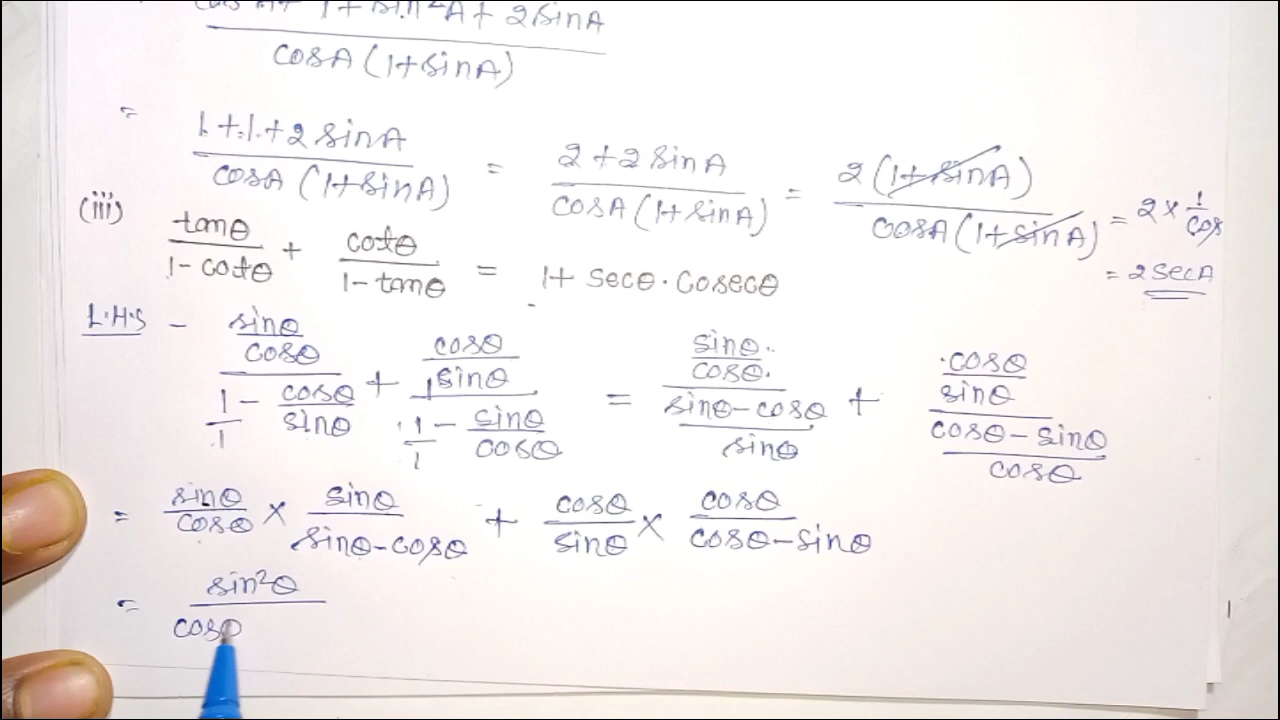 1 + sin²A + 2sinA
cosA (1+sinA)
= 1 + 1 + 2 sinA / cosA (1+sinA) = 2 + 2 sinA / cosA (1+sinA) = 2 (1+sinA) / cosA (1+sinA) = 2 × 1/cos
= 2 secA
(iii) tanθ / 1 - cotθ + cotθ / 1 - tanθ = 1 + secθ · cosecθ
L.H.S - sinθ/cosθ / 1/1 - cosθ/sinθ + cosθ/sinθ / 1/1 - sinθ/cosθ = sinθ/cosθ / sinθ-cosθ/sinθ + cosθ/sinθ / cosθ-sinθ/cosθ
= sinθ/cosθ × sinθ / sinθ-cosθ + cosθ/sinθ × cosθ / cosθ-sinθ
= sin²θ / cosθ